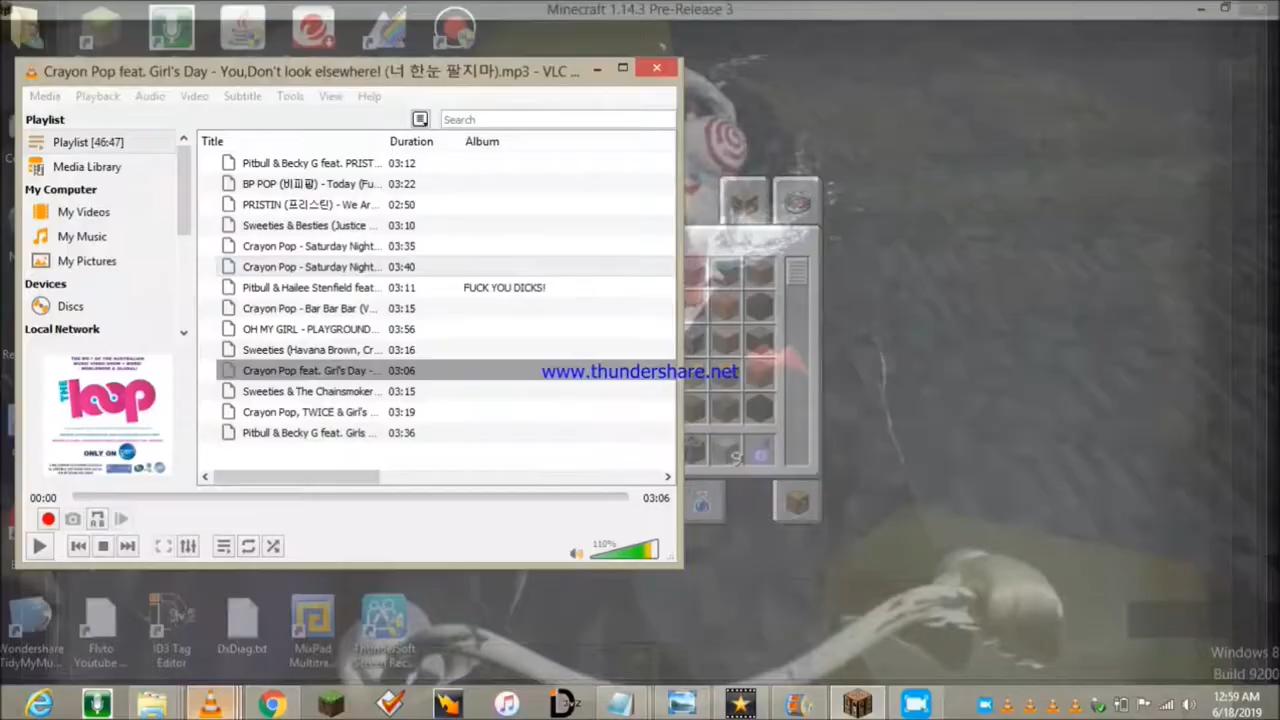 Minecraft 1.14.3 Pre-Release 3
Crayon Pop feat. Girl's Day - You,Don't look elsewhere! (너 한눈 팔지마).mp3 - VLC ...
Media Playback Audio Video Subtitle Tools View Help
Playlist
Search
Playlist [46:47]
Media Library
My Computer
My Videos
My Music
My Pictures
Devices
Discs
Local Network
Title Duration Album
Pitbull & Becky G feat. PRIST... 03:12
BP POP (비피팝) - Today (Fu... 03:22
PRISTIN (프리스틴) - We Ar... 02:50
Sweeties & Besties (Justice ... 03:10
Crayon Pop - Saturday Night... 03:35
Crayon Pop - Saturday Night... 03:40
Pitbull & Hailee Stenfield feat... 03:11 FUCK YOU DICKS!
Crayon Pop - Bar Bar Bar (V... 03:15
OH MY GIRL - PLAYGROUND... 03:56
Sweeties (Havana Brown, Cr... 03:16
Crayon Pop feat. Girl's Day -... 03:06
Sweeties & The Chainsmoker... 03:15
Crayon Pop, TWICE & Girl's ... 03:19
Pitbull & Becky G feat. Girls ... 03:36
www.thundershare.net
THE loop
ONLY ON
00:00 03:06
110%
Wondershare
TidyMyMu...
Flvto
Youtube ...
ID3 Tag
Editor
DxDiag.txt
MixPad
Multitra...
ThunderSoft
Screen Rec...
Windows 8
Build 9200
12:59 AM
6/18/2019